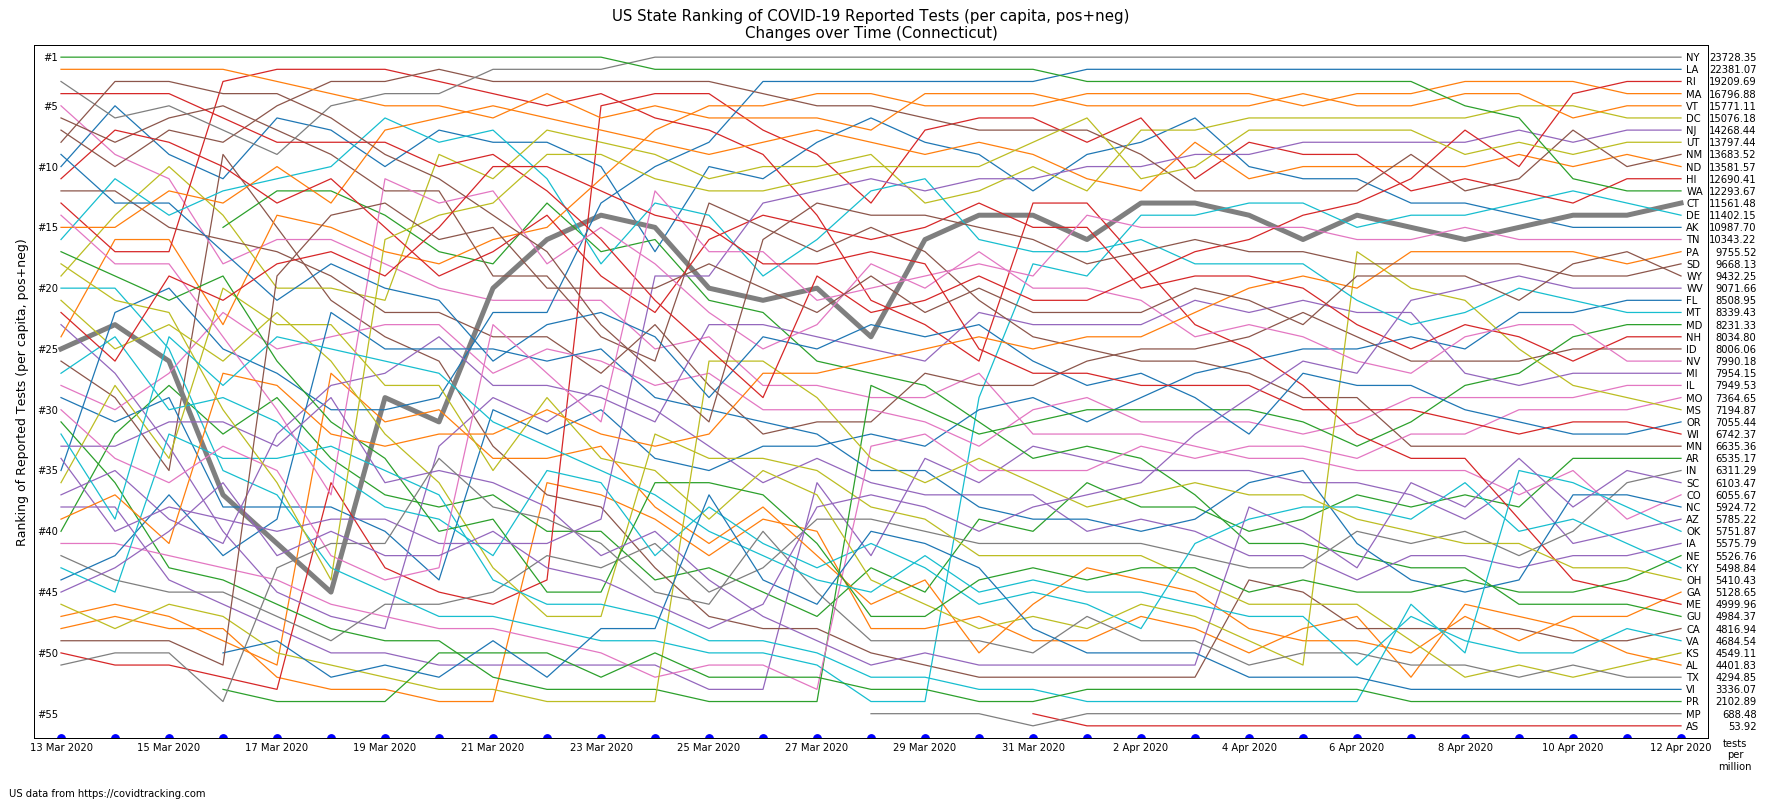 US State Ranking of COVID-19 Reported Tests (per capita, pos+neg)
Changes over Time (Connecticut)
Ranking of Reported Tests (per capita, pos+neg)
#1
#5
#10
#15
#20
#25
#30
#35
#40
#45
#50
#55
NY 23728.35
LA 22381.07
RI 19209.69
MA 16796.88
VT 15771.11
DC 15076.18
NJ 14268.44
UT 13797.44
NM 13683.52
ND 13581.57
HI 12690.41
WA 12293.67
CT 11561.48
DE 11402.15
AK 10987.70
TN 10343.22
PA 9755.52
SD 9668.13
WY 9432.25
WV 9071.66
FL 8508.95
MT 8339.43
MD 8231.33
NH 8034.80
ID 8006.06
NV 7990.18
MI 7954.15
IL 7949.53
MO 7364.65
MS 7194.87
OR 7055.44
WI 6742.37
MN 6635.36
AR 6535.17
IN 6311.29
SC 6103.47
CO 6055.67
NC 5924.72
AZ 5785.22
OK 5751.87
IA 5575.79
NE 5526.76
KY 5498.84
OH 5410.43
GA 5128.65
ME 4999.96
GU 4984.37
CA 4816.94
VA 4684.54
KS 4549.11
AL 4401.83
TX 4294.85
VI 3336.07
PR 2102.89
MP 688.48
AS 53.92
13 Mar 2020 15 Mar 2020 17 Mar 2020 19 Mar 2020 21 Mar 2020 23 Mar 2020 25 Mar 2020 27 Mar 2020 29 Mar 2020 31 Mar 2020 2 Apr 2020 4 Apr 2020 6 Apr 2020 8 Apr 2020 10 Apr 2020 12 Apr 2020
tests
per
million
US data from https://covidtracking.com